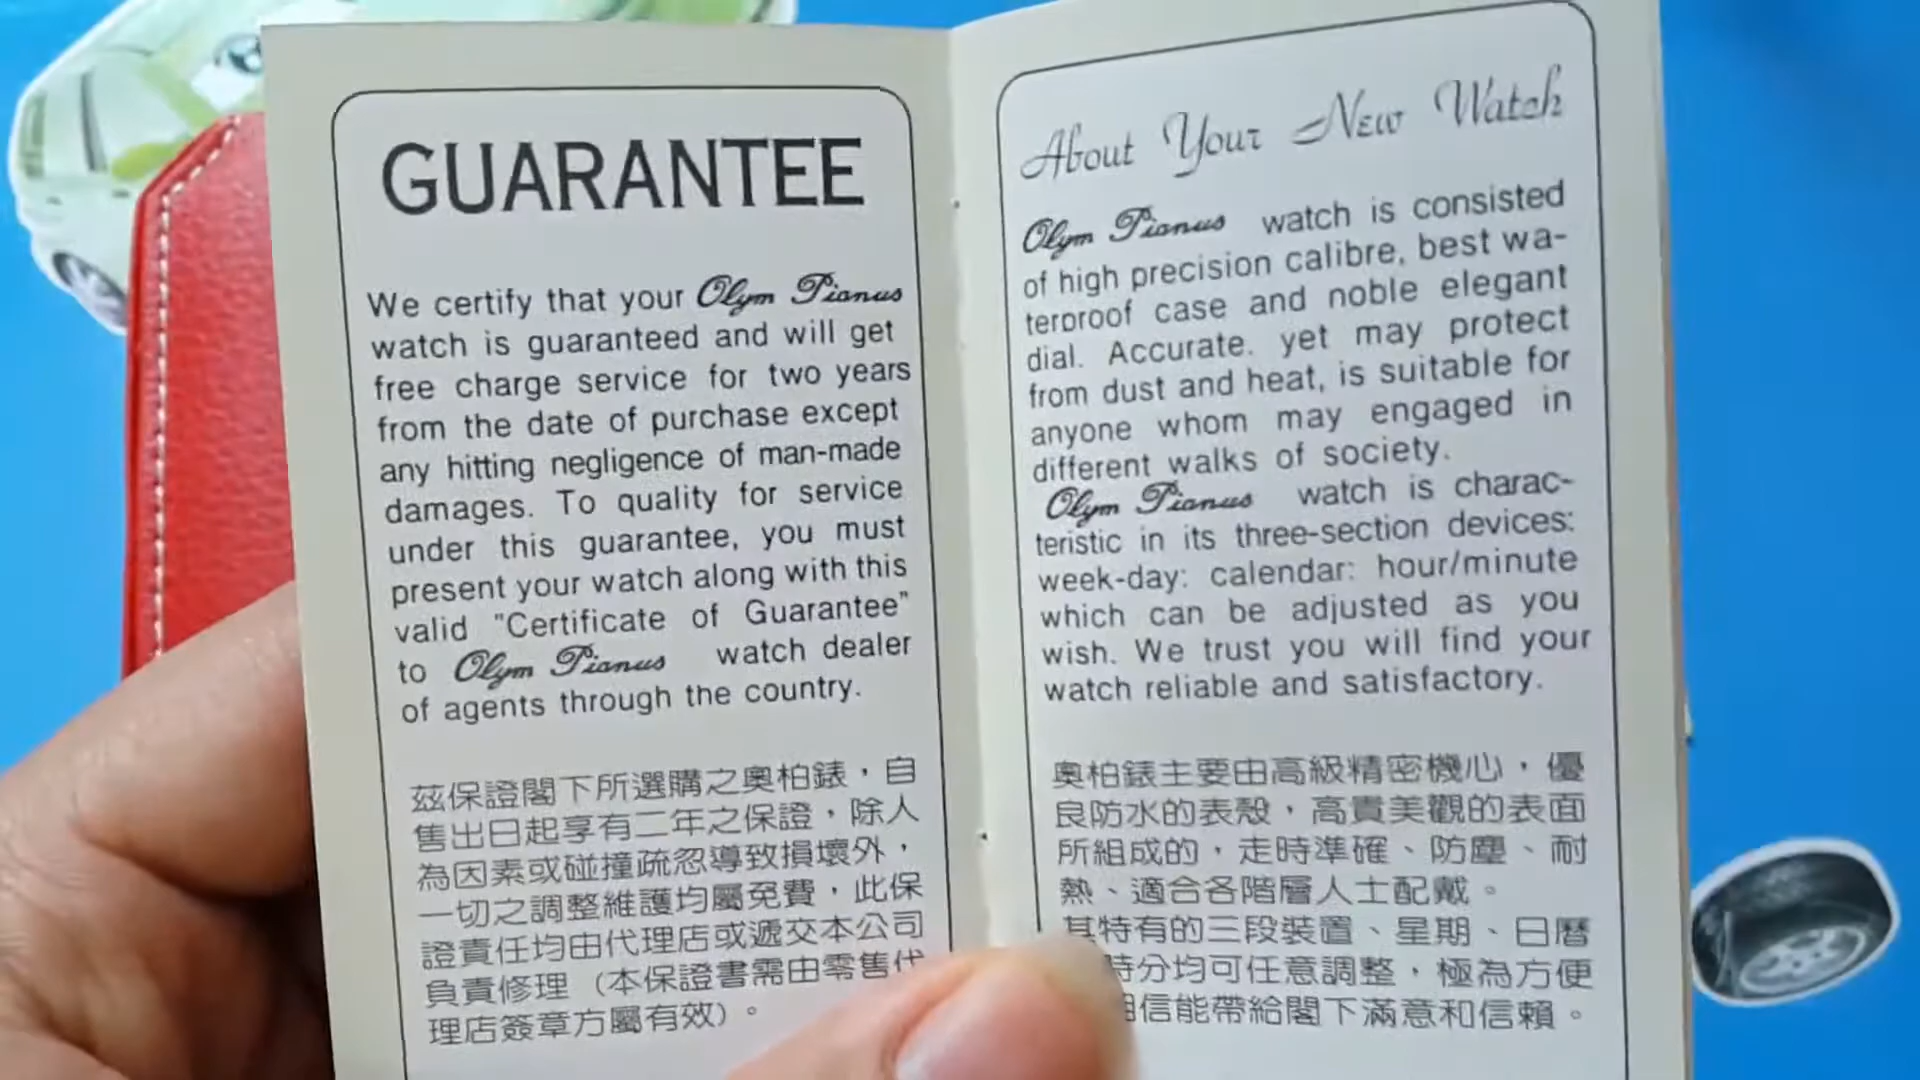 GUARANTEE
We certify that your Olym Pianus
watch is guaranteed and will get
free charge service for two years
from the date of purchase except
any hitting negligence of man-made
damages. To quality for service
under this guarantee, you must
present your watch along with this
valid "Certificate of Guarantee"
to Olym Pianus watch dealer
of agents through the country.
茲保證閣下所選購之奧柏錶，自
售出日起享有二年之保證，除人
為因素或碰撞疏忽導致損壞外，
一切之調整維護均屬免費，此保
證責任均由代理店或遞交本公司
負責修理（本保證書需由零售代
理店簽章方屬有效）。
About Your New Watch
Olym Pianus watch is consisted
of high precision calibre, best wa-
terproof case and noble elegant
dial. Accurate. yet may protect
from dust and heat, is suitable for
anyone whom may engaged in
different walks of society.
Olym Pianus watch is charac-
teristic in its three-section devices:
week-day: calendar: hour/minute
which can be adjusted as you
wish. We trust you will find your
watch reliable and satisfactory.
奧柏錶主要由高級精密機心，優
良防水的表殼，高貴美觀的表面
所組成的，走時準確、防塵、耐
熱、適合各階層人士配戴。
其特有的三段裝置、星期、日曆
時分均可任意調整，極為方便
相信能帶給閣下滿意和信賴。